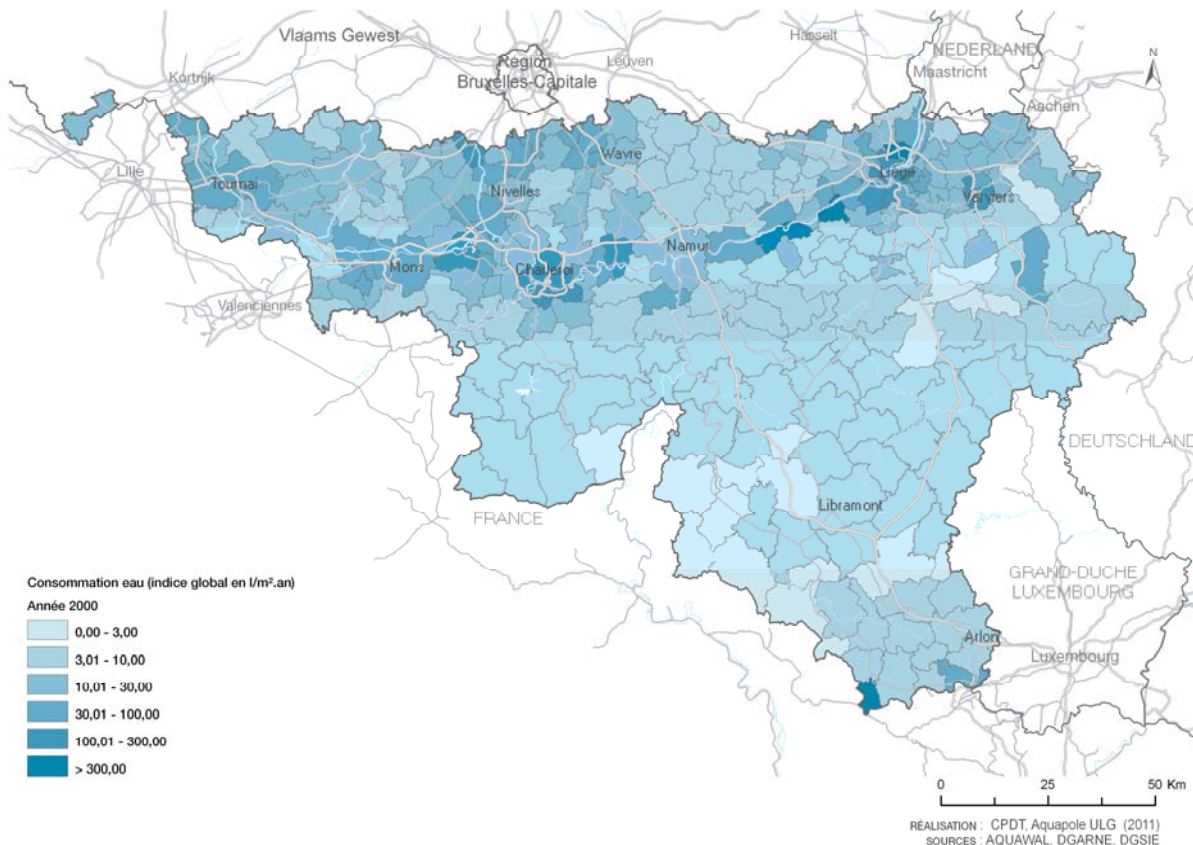 Vlaams Gewest
Hasselt
NEDERLAND
Région
Bruxelles-Capitale
Leuven
Maastricht
N
Kortrijk
Aachen
Lille
Wavre
Liège
Tournai
Nivelles
Verviers
Namur
Mons
Charleroi
Valenciennes
DEUTSCHLAND
Libramont
FRANCE
GRAND-DUCHE
LUXEMBOURG
Arlon
Luxembourg
Consommation eau (indice global en l/m².an)
Année 2000
0,00 - 3,00
3,01 - 10,00
10,01 - 30,00
30,01 - 100,00
100,01 - 300,00
> 300,00
0 25 50 Km
RÉALISATION : CPDT, Aquapole ULG (2011)
SOURCES : AQUAWAL, DGARNE, DGSIE